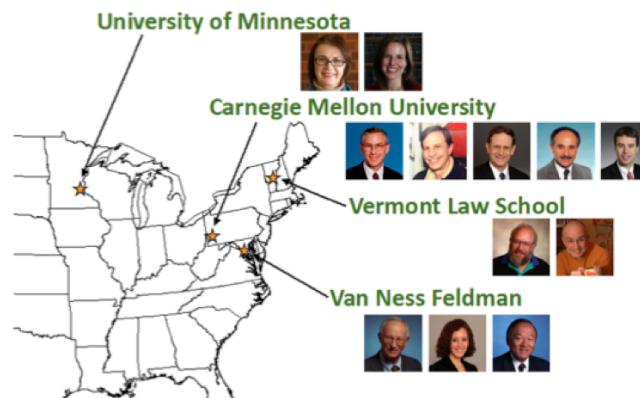 University of Minnesota
Carnegie Mellon University
Vermont Law School
Van Ness Feldman